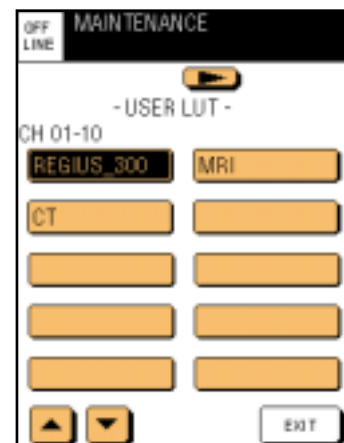 OFF LINE MAINTENANCE
- USER LUT -
CH 01-10
REGIUS_300 MRI
CT
EXIT